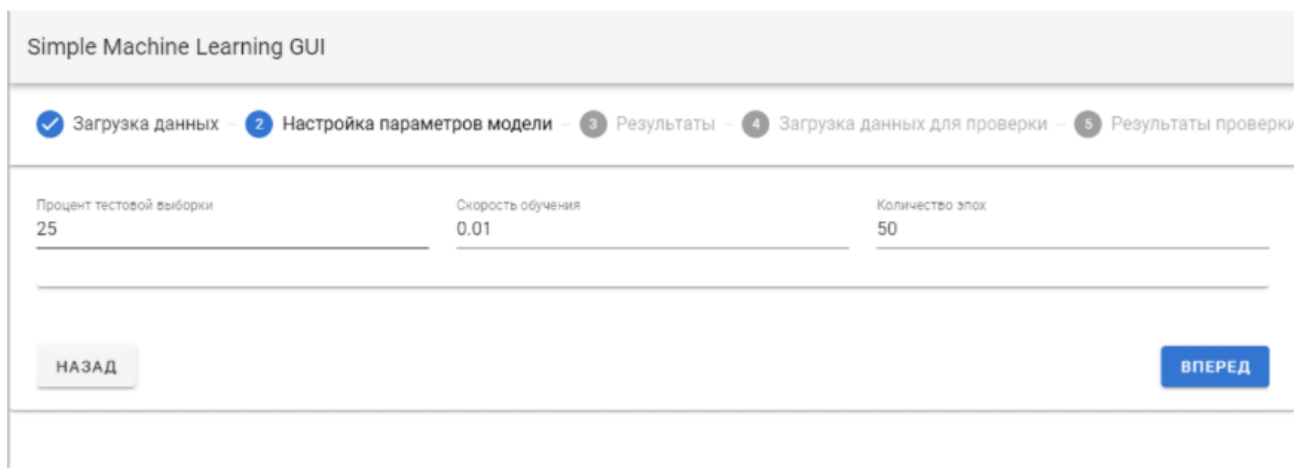 Simple Machine Learning GUI
Загрузка данных – 2 Настройка параметров модели – 3 Результаты – 4 Загрузка данных для проверки – 5 Результаты проверки
Процент тестовой выборки Скорость обучения Количество эпох
25 0.01 50
НАЗАД ВПЕРЕД